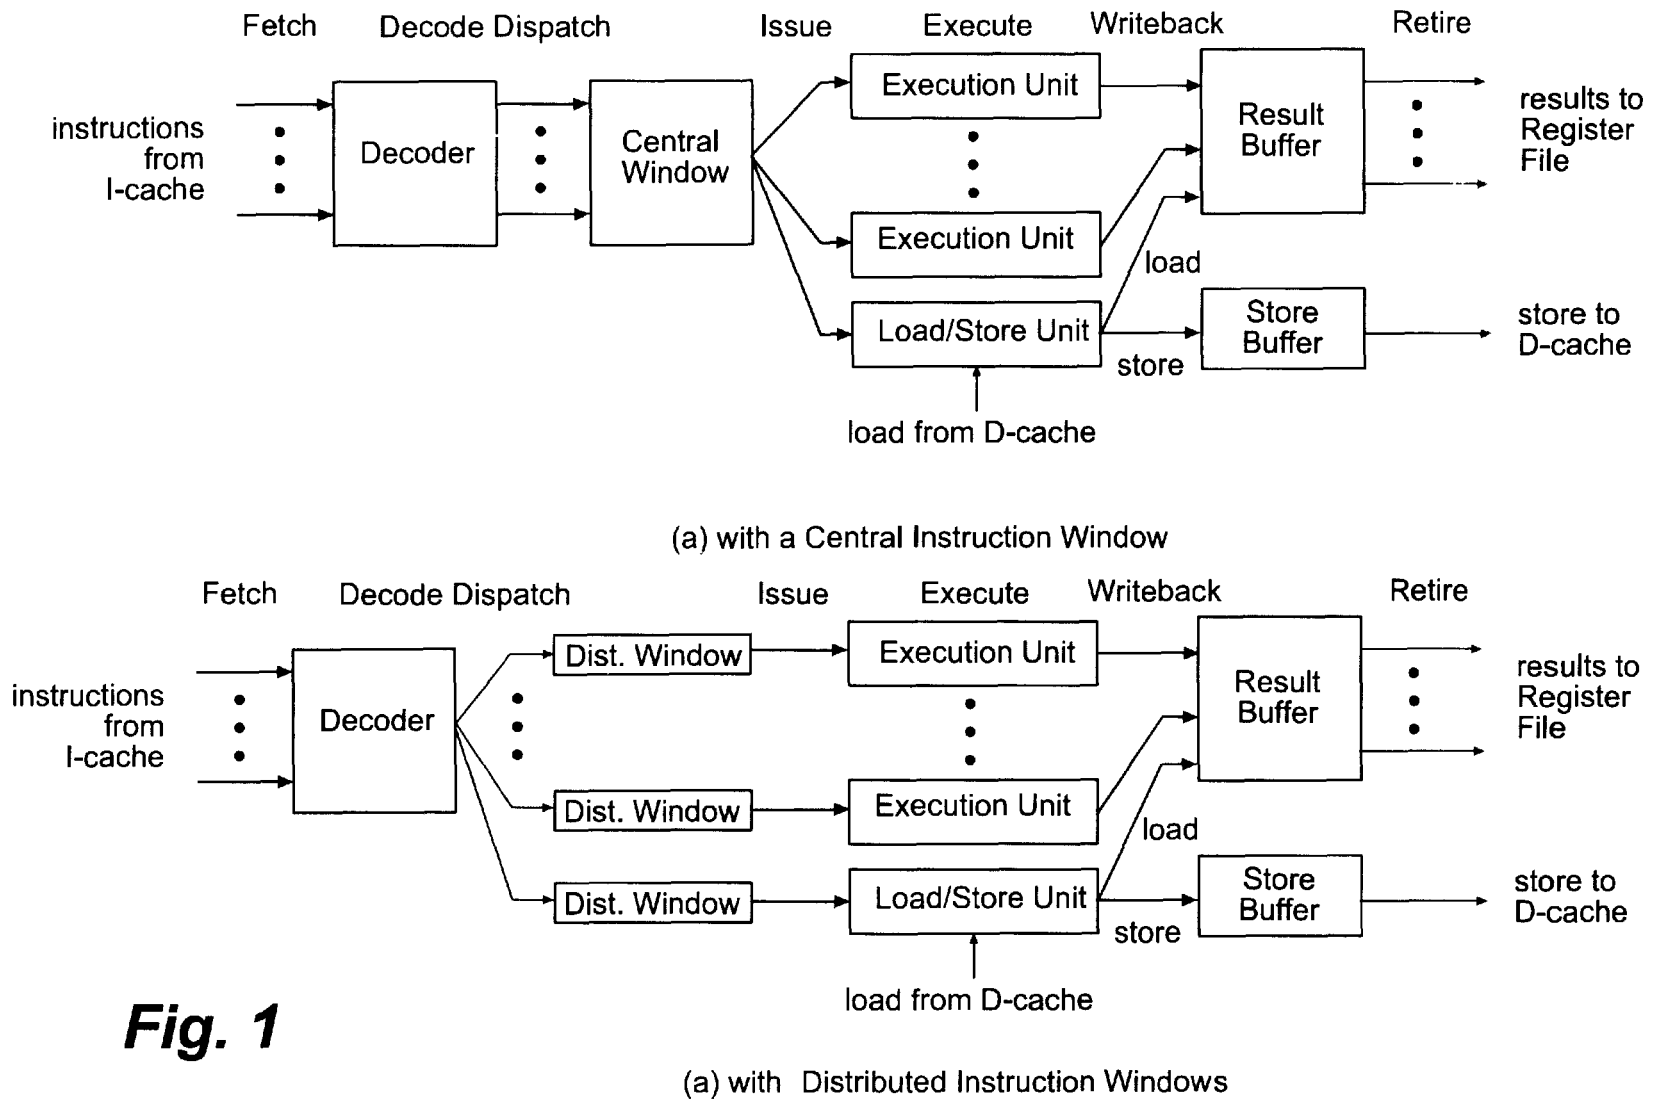 Fetch Decode Dispatch Issue Execute Writeback Retire
instructions
from
I-cache
Decoder
Central
Window
Execution Unit
Execution Unit
Load/Store Unit
load from D-cache
load
store
Result
Buffer
Store
Buffer
results to
Register
File
store to
D-cache
(a) with a Central Instruction Window
Fetch Decode Dispatch Issue Execute Writeback Retire
instructions
from
I-cache
Decoder
Dist. Window
Dist. Window
Dist. Window
Execution Unit
Execution Unit
Load/Store Unit
load from D-cache
load
store
Result
Buffer
Store
Buffer
results to
Register
File
store to
D-cache
Fig. 1
(a) with Distributed Instruction Windows